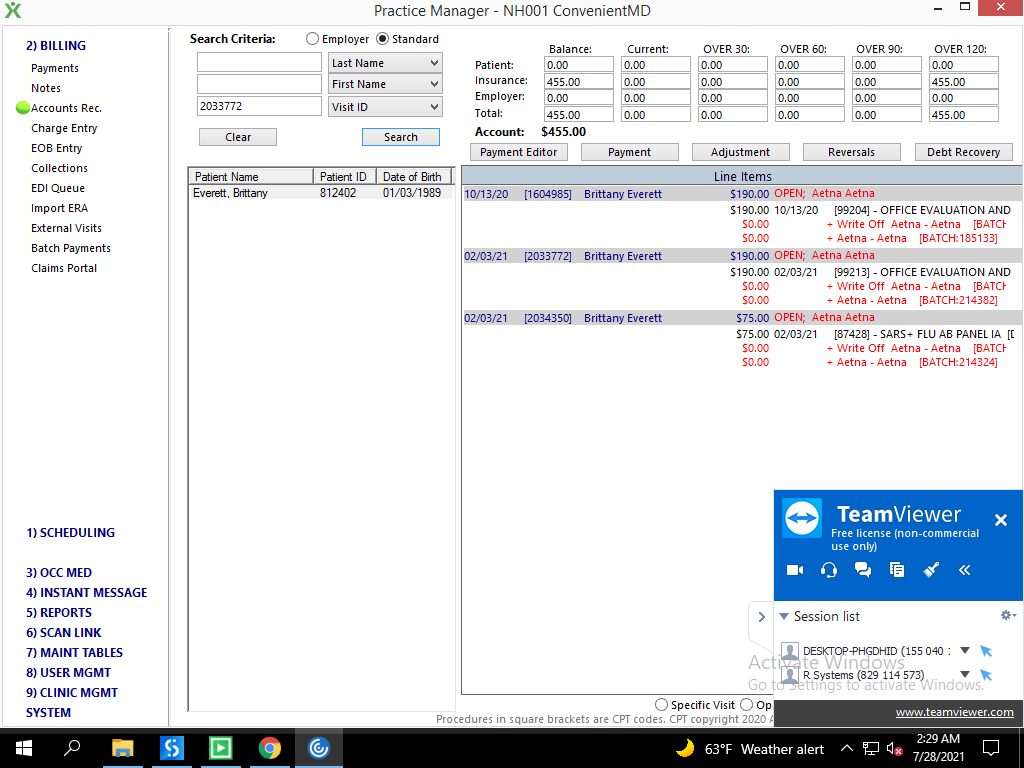 Practice Manager - NH001 ConvenientMD
2) BILLING
Payments
Notes
Accounts Rec.
Charge Entry
EOB Entry
Collections
EDI Queue
Import ERA
External Visits
Batch Payments
Claims Portal
1) SCHEDULING
3) OCC MED
4) INSTANT MESSAGE
5) REPORTS
6) SCAN LINK
7) MAINT TABLES
8) USER MGMT
9) CLINIC MGMT
SYSTEM
Search Criteria: Employer Standard
Last Name
First Name
2033772 Visit ID
Clear Search
Patient Name Patient ID Date of Birth
Everett, Brittany 812402 01/03/1989
Balance: Current: OVER 30: OVER 60: OVER 90: OVER 120:
Patient: 0.00 0.00 0.00 0.00 0.00 0.00
Insurance: 455.00 0.00 0.00 0.00 0.00 455.00
Employer: 0.00 0.00 0.00 0.00 0.00 0.00
Total: 455.00 0.00 0.00 0.00 0.00 455.00
Account: $455.00
Payment Editor Payment Adjustment Reversals Debt Recovery
Line Items
10/13/20 [1604985] Brittany Everett $190.00 OPEN; Aetna Aetna
$190.00 10/13/20 [99204] - OFFICE EVALUATION AND
$0.00 + Write Off Aetna - Aetna [BATCH
$0.00 + Aetna - Aetna [BATCH:185133]
02/03/21 [2033772] Brittany Everett $190.00 OPEN; Aetna Aetna
$190.00 02/03/21 [99213] - OFFICE EVALUATION AND
$0.00 + Write Off Aetna - Aetna [BATCH
$0.00 + Aetna - Aetna [BATCH:214382]
02/03/21 [2034350] Brittany Everett $75.00 OPEN; Aetna Aetna
$75.00 02/03/21 [87428] - SARS+ FLU AB PANEL IA [D
$0.00 + Write Off Aetna - Aetna [BATCH
$0.00 + Aetna - Aetna [BATCH:214324]
Specific Visit Op
Procedures in square brackets are CPT codes. CPT copyright 2020 A
TeamViewer
Free license (non-commercial
use only)
Session list
DESKTOP-PHGDHID (155 040
R Systems (829 114 573)
Activate Windows
Go to Settings to activate Windows.
www.teamviewer.com
63°F Weather alert
2:29 AM
7/28/2021